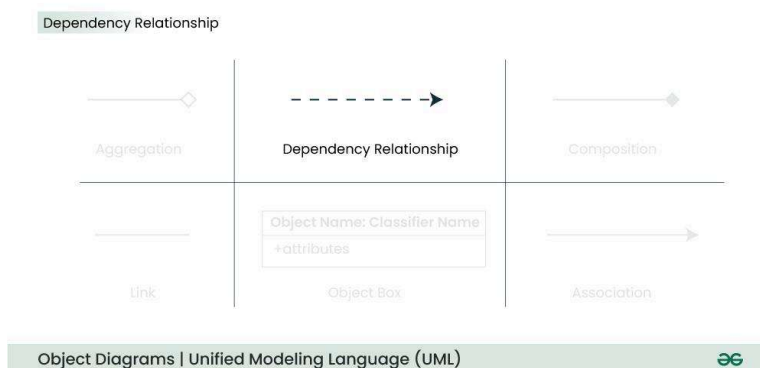 Dependency Relationship
Aggregation
Dependency Relationship
Composition
Link
Object Name: Classifier Name
+attributes
Object Box
Association
Object Diagrams | Unified Modeling Language (UML)